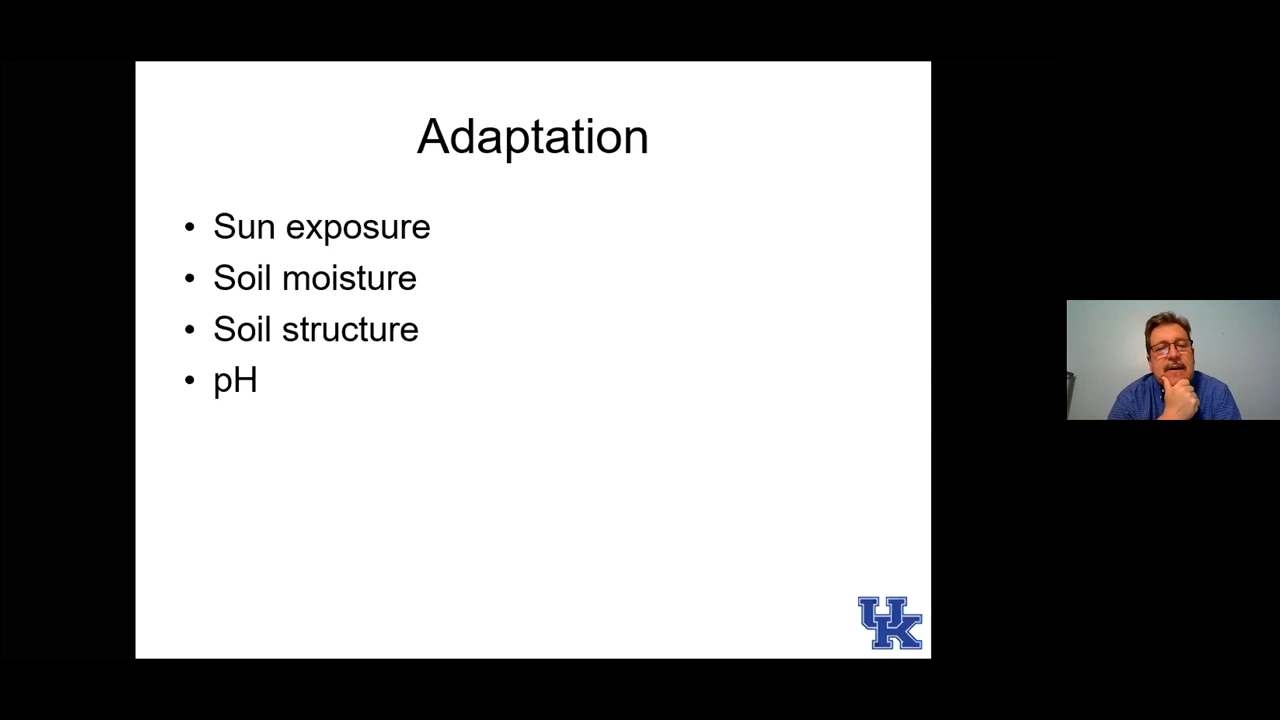 Adaptation
• Sun exposure
• Soil moisture
• Soil structure
• pH
UK